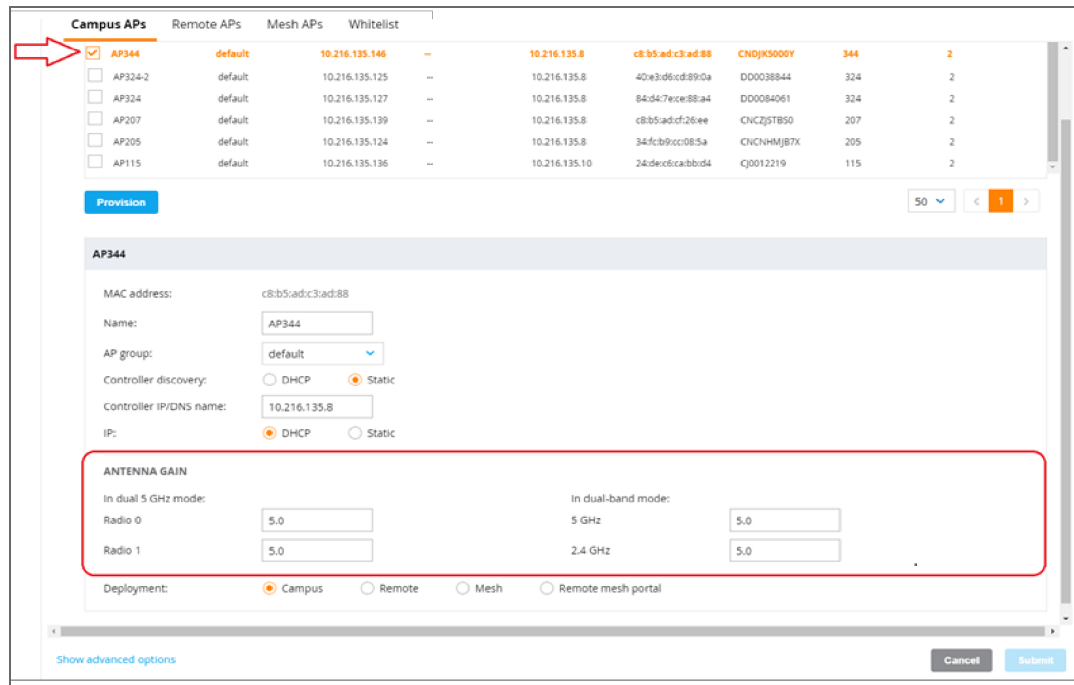 Campus APs Remote APs Mesh APs Whitelist
AP344 default 10.216.135.146 -- 10.216.135.8 c8:b5:ad:c3:ad:88 CNDJK5000Y 344 2
AP324-2 default 10.216.135.125 -- 10.216.135.8 40:e3:d6:cd:89:0a DD0038844 324 2
AP324 default 10.216.135.127 -- 10.216.135.8 84:d4:7e:ce:88:a4 DD0084061 324 2
AP207 default 10.216.135.139 -- 10.216.135.8 c8:b5:ad:cf:26:ee CNCZJSTBS0 207 2
AP205 default 10.216.135.124 -- 10.216.135.8 34:fc:b9:cc:08:5a CNCNHMJB7X 205 2
AP115 default 10.216.135.136 -- 10.216.135.10 24:de:c6:ca:bb:d4 CJ0012219 115 2
Provision 50 < 1 >
AP344
MAC address: c8:b5:ad:c3:ad:88
Name: AP344
AP group: default
Controller discovery: DHCP Static
Controller IP/DNS name: 10.216.135.8
IP: DHCP Static
ANTENNA GAIN
In dual 5 GHz mode: In dual-band mode:
Radio 0 5.0 5 GHz 5.0
Radio 1 5.0 2.4 GHz 5.0
Deployment: Campus Remote Mesh Remote mesh portal
Show advanced options Cancel Submit